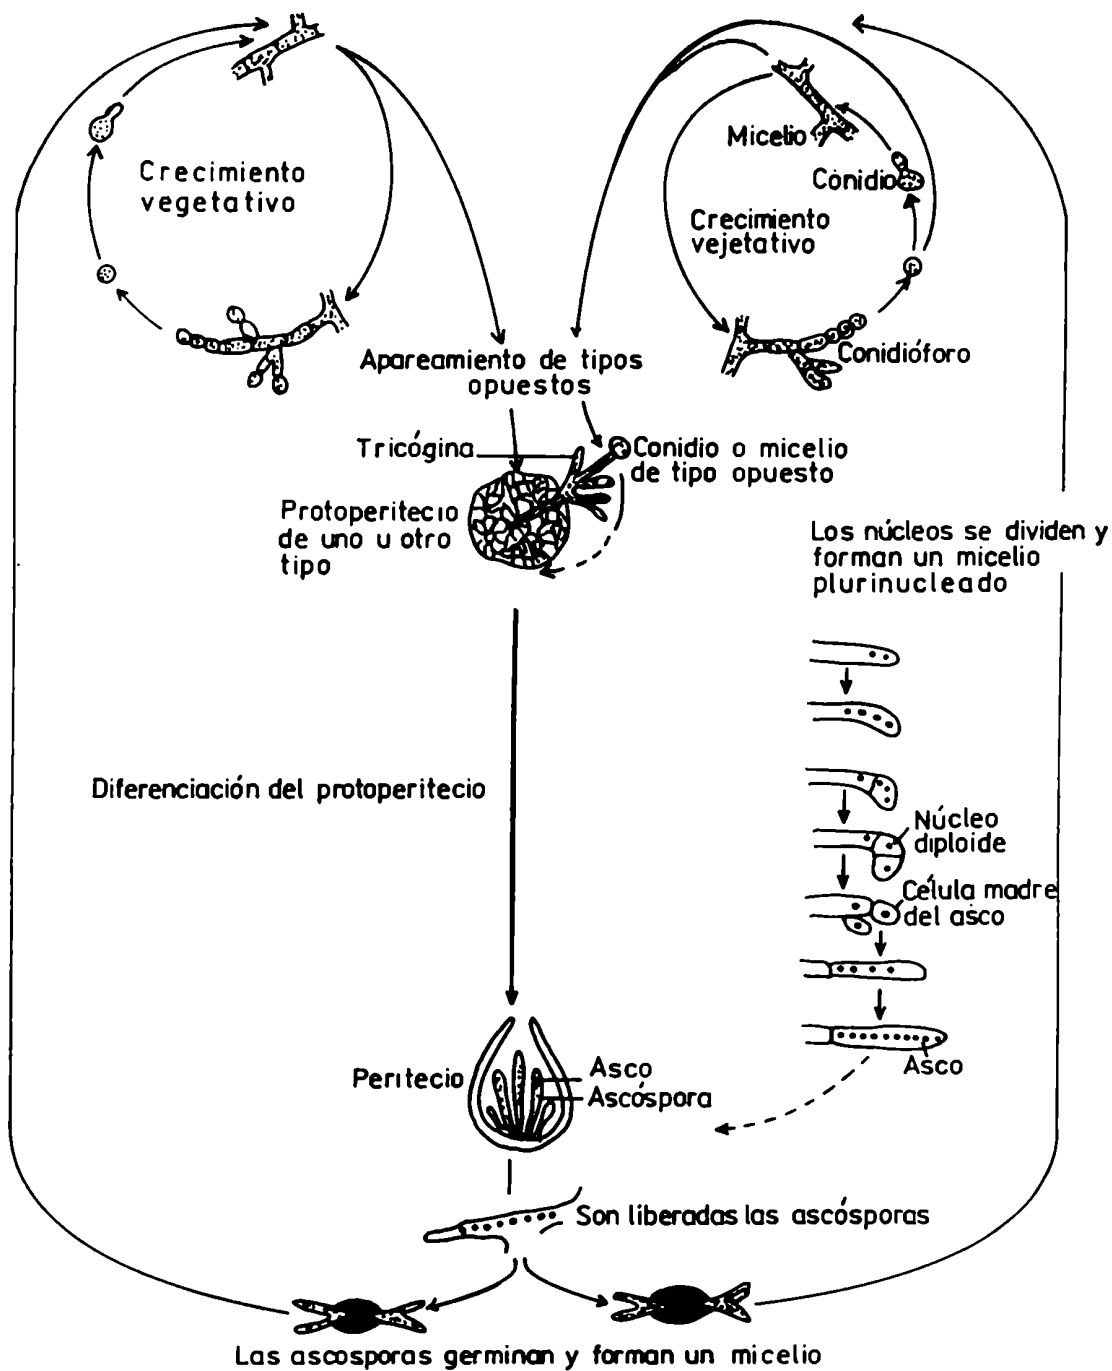 Crecimiento
vegetativo
Micelio
Conidio
Crecimiento
vejetativo
Conidióforo
Apareamiento de tipos
opuestos
Tricógina
Conidio o micelio
de tipo opuesto
Protoperitecio
de uno u otro
tipo
Los núcleos se dividen y
forman un micelio
plurinucleado
Diferenciación del protoperitecio
Núcleo
diploide
Célula madre
del asco
Asco
Peritecio
Asco
Ascóspora
Son liberadas las ascósporas
Las ascosporas germinan y forman un micelio